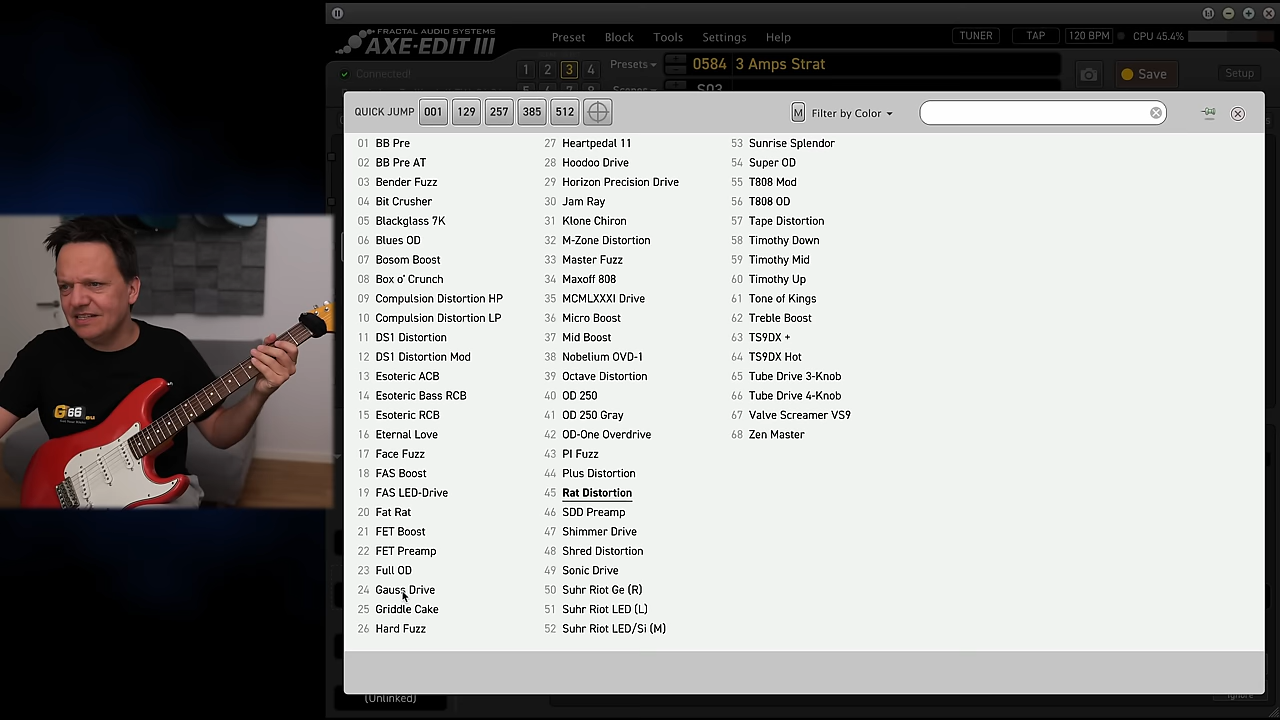 FRACTAL AUDIO SYSTEMS
AXE-EDIT III
Preset Block Tools Settings Help
TUNER TAP 120 BPM CPU 45.4%
Connected!
1 2 3 4
Presets
0584 3 Amps Strat
Save
Setup
QUICK JUMP 001 129 257 385 512
M Filter by Color
01 BB Pre
02 BB Pre AT
03 Bender Fuzz
04 Bit Crusher
05 Blackglass 7K
06 Blues OD
07 Bosom Boost
08 Box o' Crunch
09 Compulsion Distortion HP
10 Compulsion Distortion LP
11 DS1 Distortion
12 DS1 Distortion Mod
13 Esoteric ACB
14 Esoteric Bass RCB
15 Esoteric RCB
16 Eternal Love
17 Face Fuzz
18 FAS Boost
19 FAS LED-Drive
20 Fat Rat
21 FET Boost
22 FET Preamp
23 Full OD
24 Gauss Drive
25 Griddle Cake
26 Hard Fuzz
27 Heartpedal 11
28 Hoodoo Drive
29 Horizon Precision Drive
30 Jam Ray
31 Klone Chiron
32 M-Zone Distortion
33 Master Fuzz
34 Maxoff 808
35 MCMLXXXI Drive
36 Micro Boost
37 Mid Boost
38 Nobelium OVD-1
39 Octave Distortion
40 OD 250
41 OD 250 Gray
42 OD-One Overdrive
43 PI Fuzz
44 Plus Distortion
45 Rat Distortion
46 SDD Preamp
47 Shimmer Drive
48 Shred Distortion
49 Sonic Drive
50 Suhr Riot Ge (R)
51 Suhr Riot LED (L)
52 Suhr Riot LED/Si (M)
53 Sunrise Splendor
54 Super OD
55 T808 Mod
56 T808 OD
57 Tape Distortion
58 Timothy Down
59 Timothy Mid
60 Timothy Up
61 Tone of Kings
62 Treble Boost
63 TS9DX +
64 TS9DX Hot
65 Tube Drive 3-Knob
66 Tube Drive 4-Knob
67 Valve Screamer VS9
68 Zen Master
(Unlinked)
Ignore
G66.eu